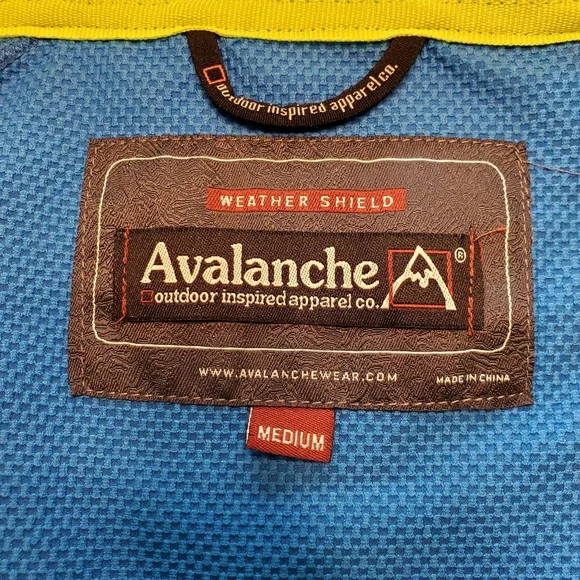 outdoor inspired apparel co.
WEATHER SHIELD
Avalanche®
outdoor inspired apparel co.
WWW.AVALANCHEWEAR.COM
MADE IN CHINA
MEDIUM